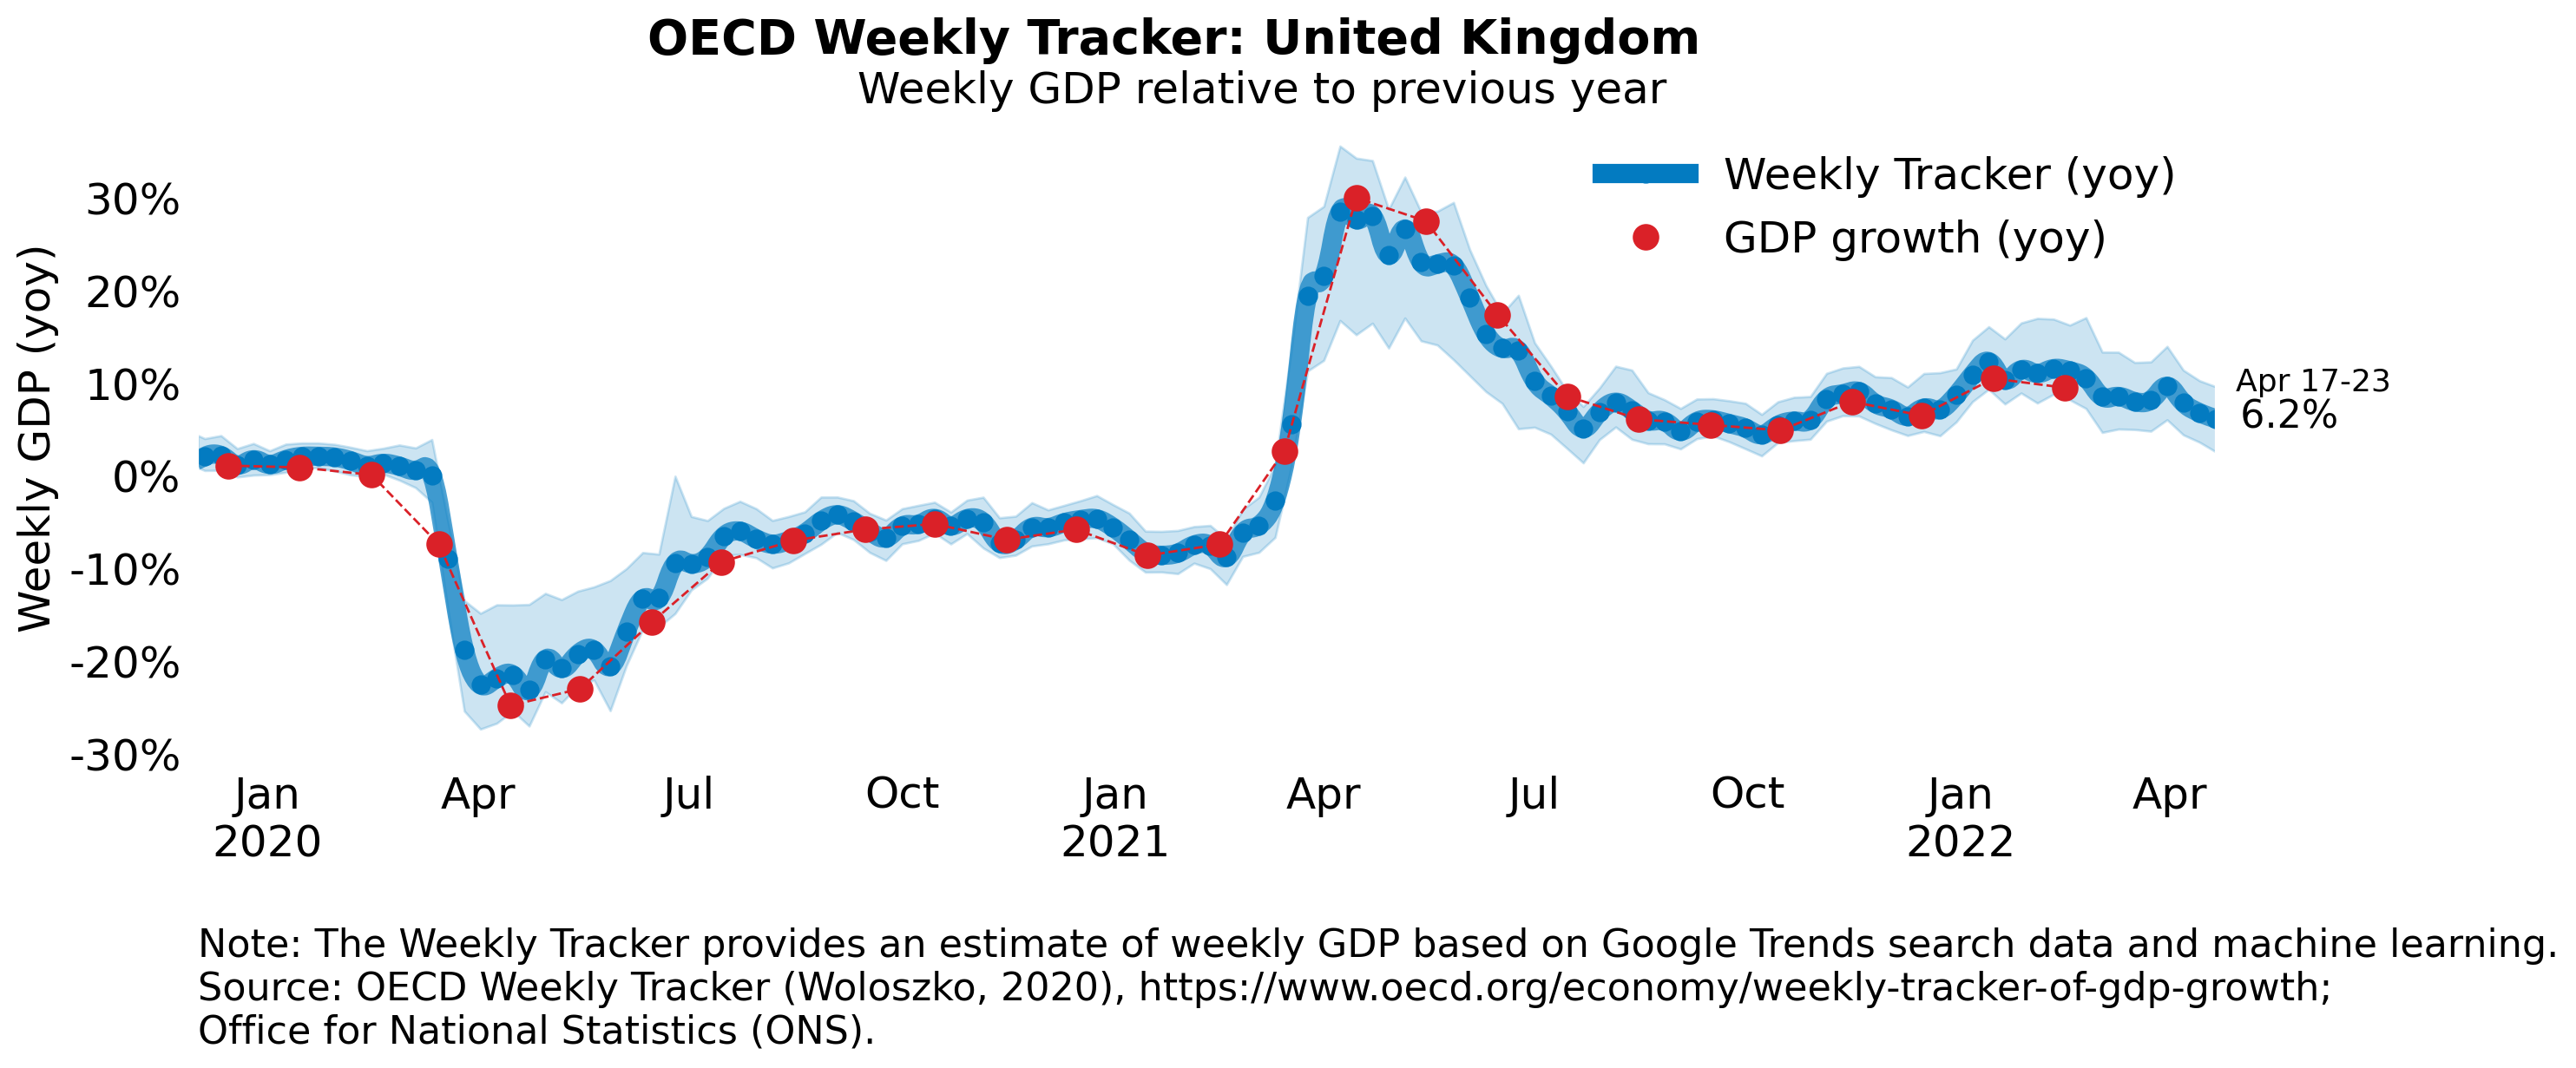 OECD Weekly Tracker: United Kingdom
Weekly GDP relative to previous year
Weekly Tracker (yoy)
GDP growth (yoy)
Weekly GDP (yoy)
30%
20%
10%
0%
-10%
-20%
-30%
Apr 17-23
6.2%
Jan Apr Jul Oct Jan Apr Jul Oct Jan Apr
2020 2021 2022
Note: The Weekly Tracker provides an estimate of weekly GDP based on Google Trends search data and machine learning.
Source: OECD Weekly Tracker (Woloszko, 2020), https://www.oecd.org/economy/weekly-tracker-of-gdp-growth;
Office for National Statistics (ONS).